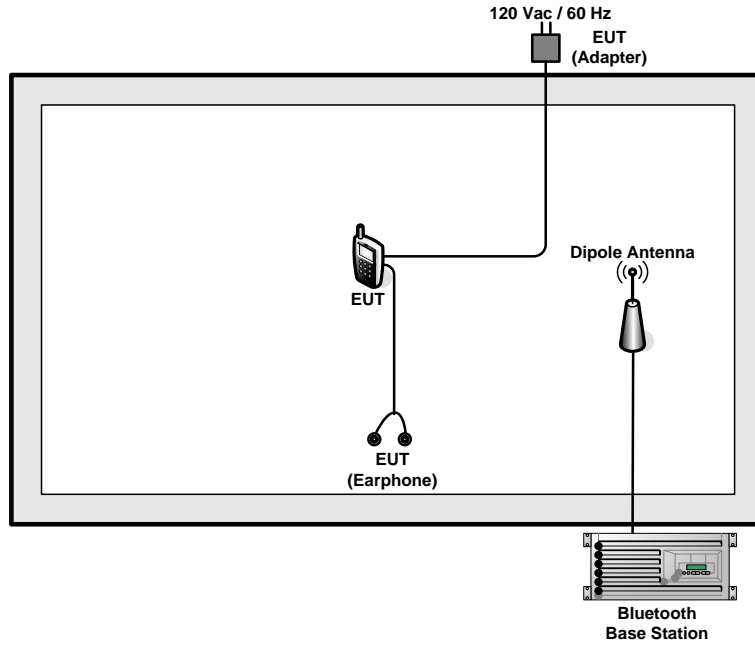 120 Vac / 60 Hz
EUT
(Adapter)
Dipole Antenna
EUT
EUT
(Earphone)
Bluetooth
Base Station